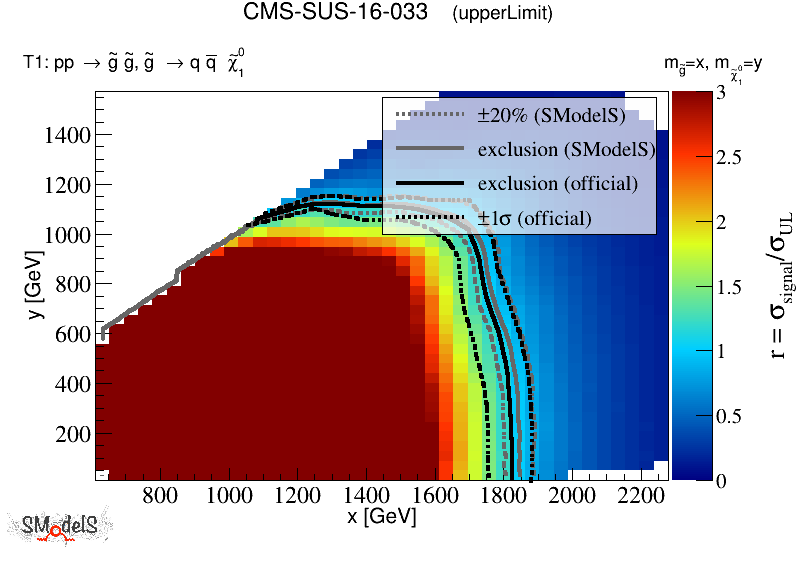 CMS-SUS-16-033 (upperLimit)
T1: pp → g̃ g̃, g̃ → q q̅ χ̃₁⁰
m_g̃=x, m_χ̃₁⁰=y
±20% (SModelS)
exclusion (SModelS)
exclusion (official)
±1σ (official)
y [GeV]
1400
1200
1000
800
600
400
200
800 1000 1200 1400 1600 1800 2000 2200
x [GeV]
3
2.5
2
1.5
1
0.5
0
r = σ_signal/σ_UL
SModelS